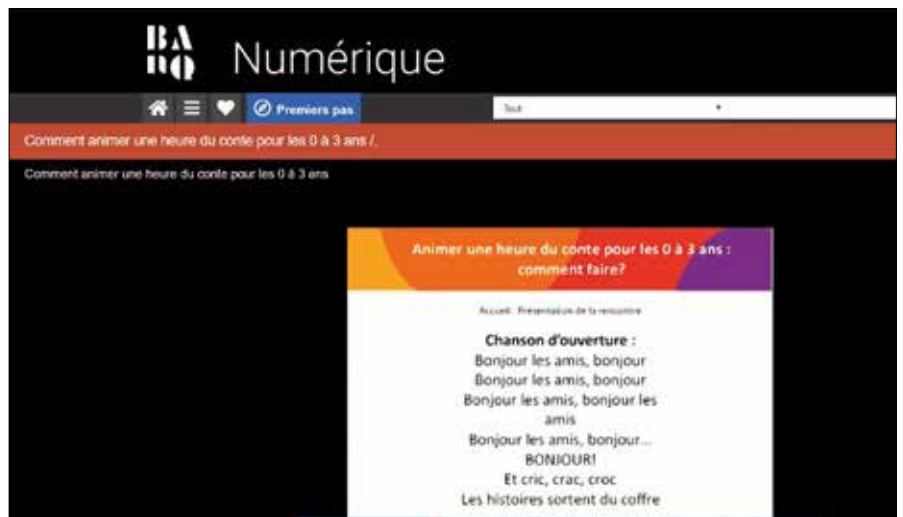 BAnQ Numérique
Premiers pas Tout
Comment animer une heure du conte pour les 0 à 3 ans /.
Comment animer une heure du conte pour les 0 à 3 ans
Animer une heure du conte pour les 0 à 3 ans :
comment faire?
Accueil : Présentation de la rencontre
Chanson d'ouverture :
Bonjour les amis, bonjour
Bonjour les amis, bonjour
Bonjour les amis, bonjour les
amis
Bonjour les amis, bonjour...
BONJOUR!
Et cric, crac, croc
Les histoires sortent du coffre